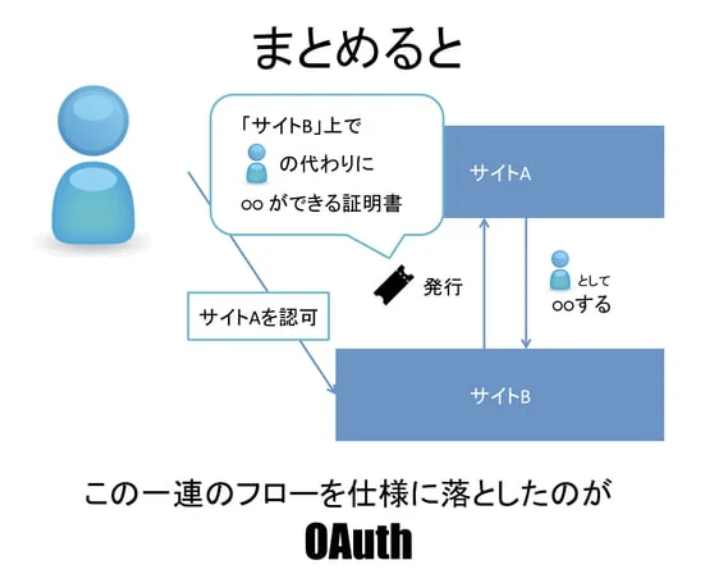 まとめると
「サイトB」上で
の代わりに
○○ ができる証明書
サイトA
発行
として
○○する
サイトAを認可
サイトB
この一連のフローを仕様に落としたのが
OAuth